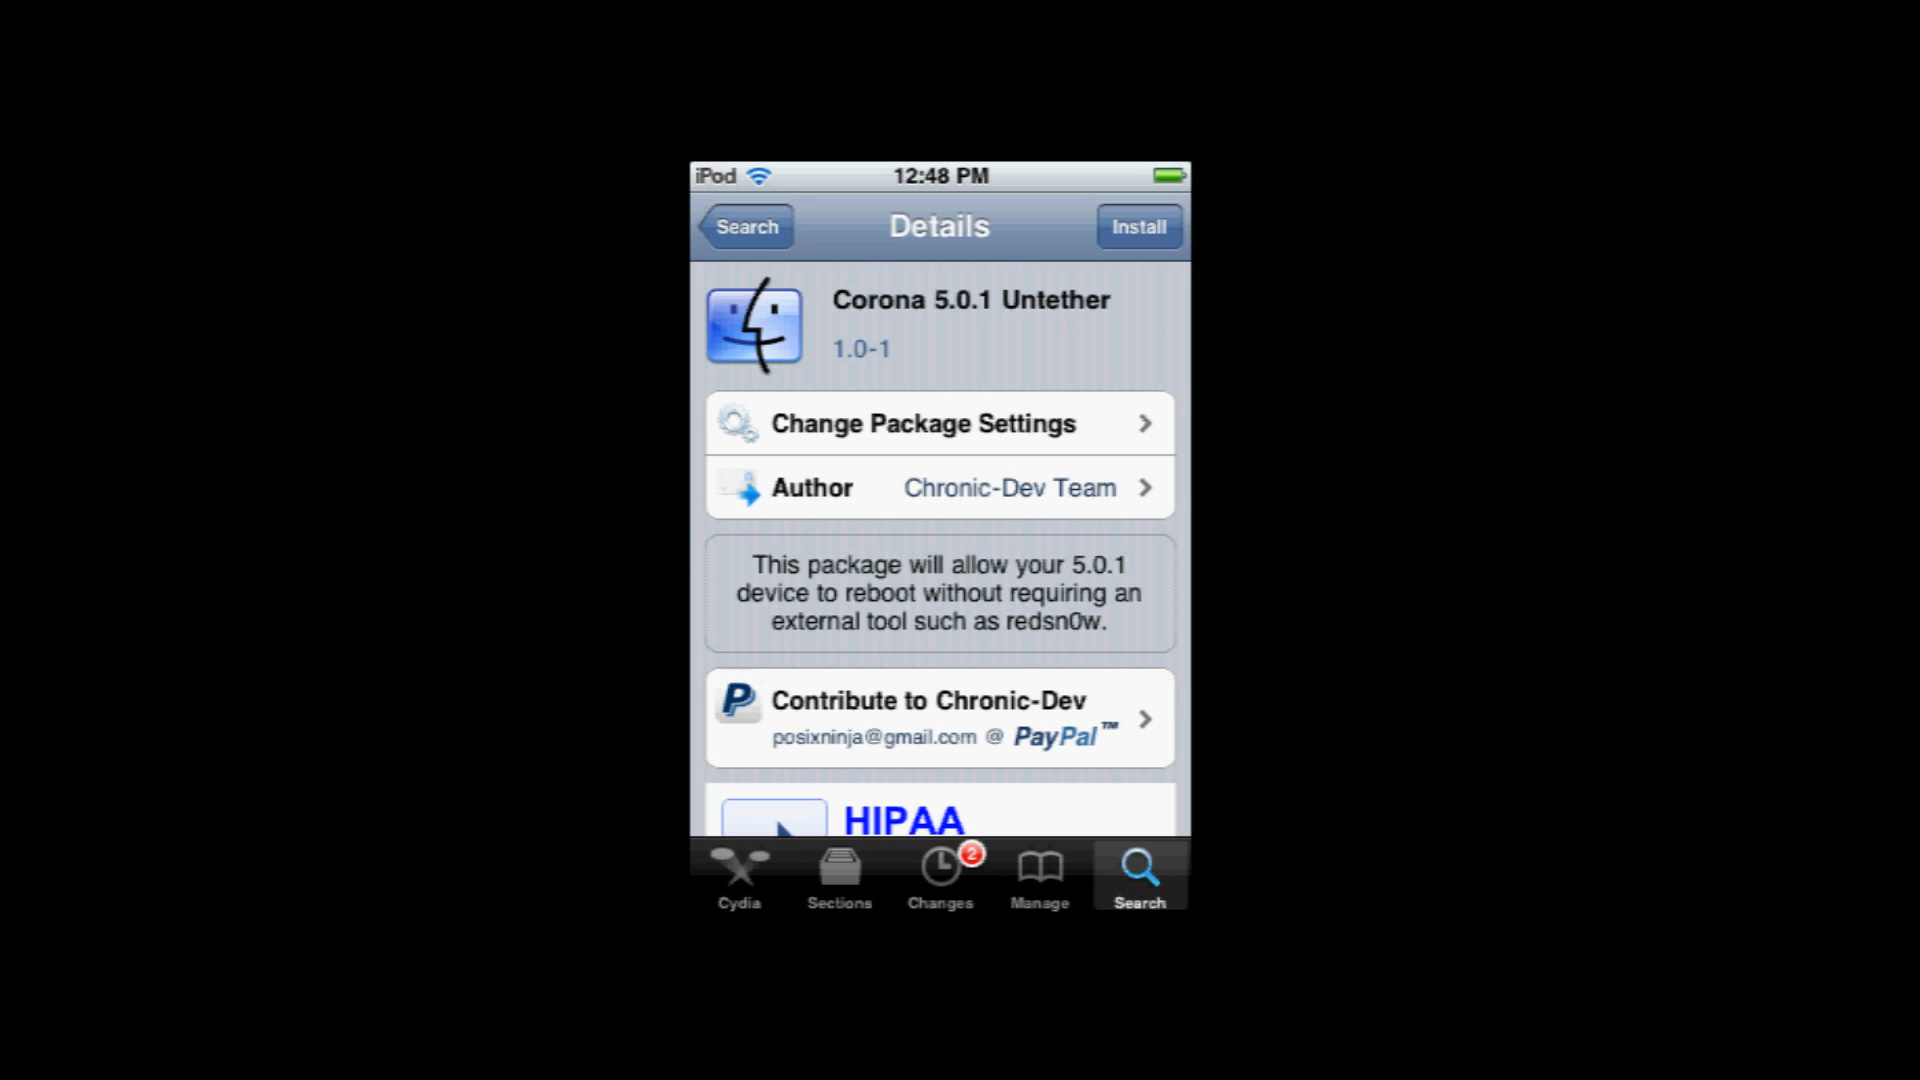 iPod 12:48 PM
Search Details Install
Corona 5.0.1 Untether
1.0-1
Change Package Settings
Author Chronic-Dev Team
This package will allow your 5.0.1
device to reboot without requiring an
external tool such as redsn0w.
Contribute to Chronic-Dev
posixninja@gmail.com @ PayPal™
HIPAA
2
Cydia Sections Changes Manage Search